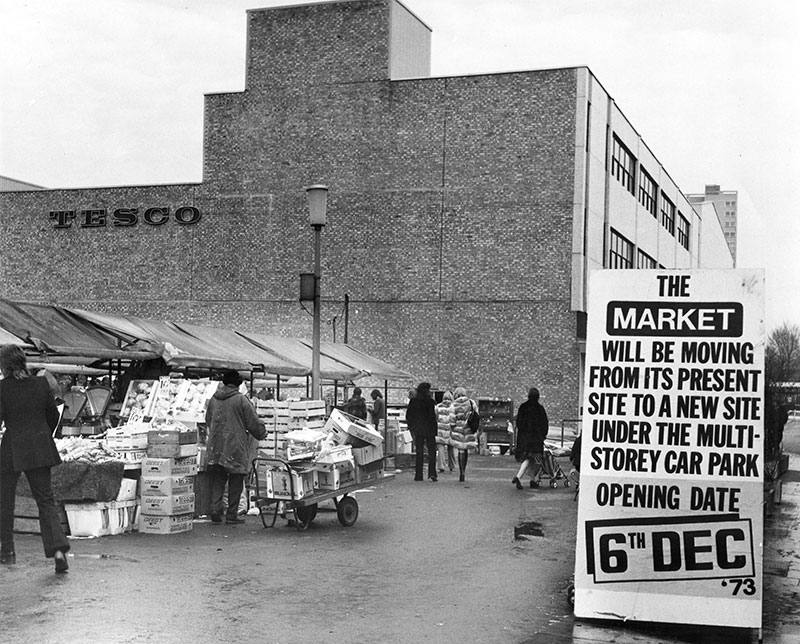 TESCO
THE
MARKET
WILL BE MOVING
FROM ITS PRESENT
SITE TO A NEW SITE
UNDER THE MULTI-
STOREY CAR PARK
OPENING DATE
6TH DEC
'73